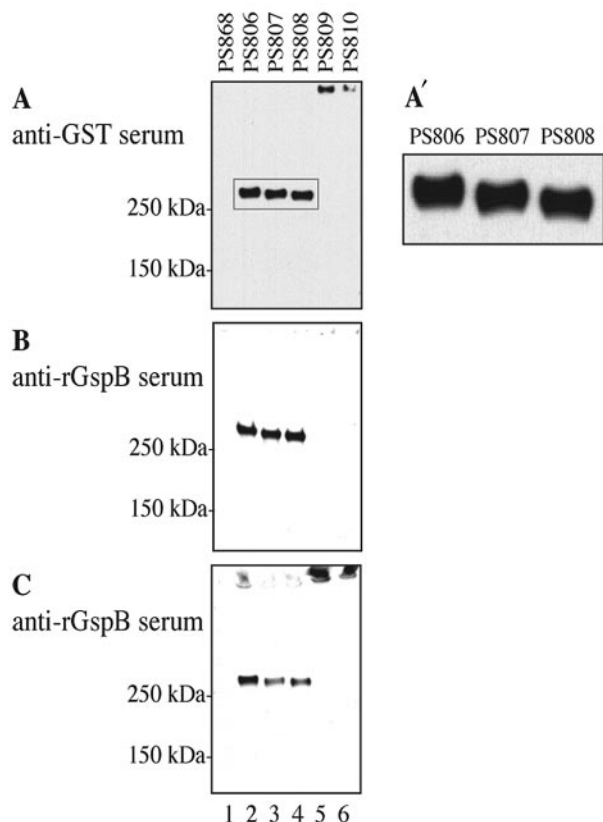 PS868 PS806 PS807 PS808 PS809 PS810
A
anti-GST serum
250 kDa-
150 kDa-
A′
PS806 PS807 PS808
B
anti-rGspB serum
250 kDa-
150 kDa-
C
anti-rGspB serum
250 kDa-
150 kDa-
1 2 3 4 5 6